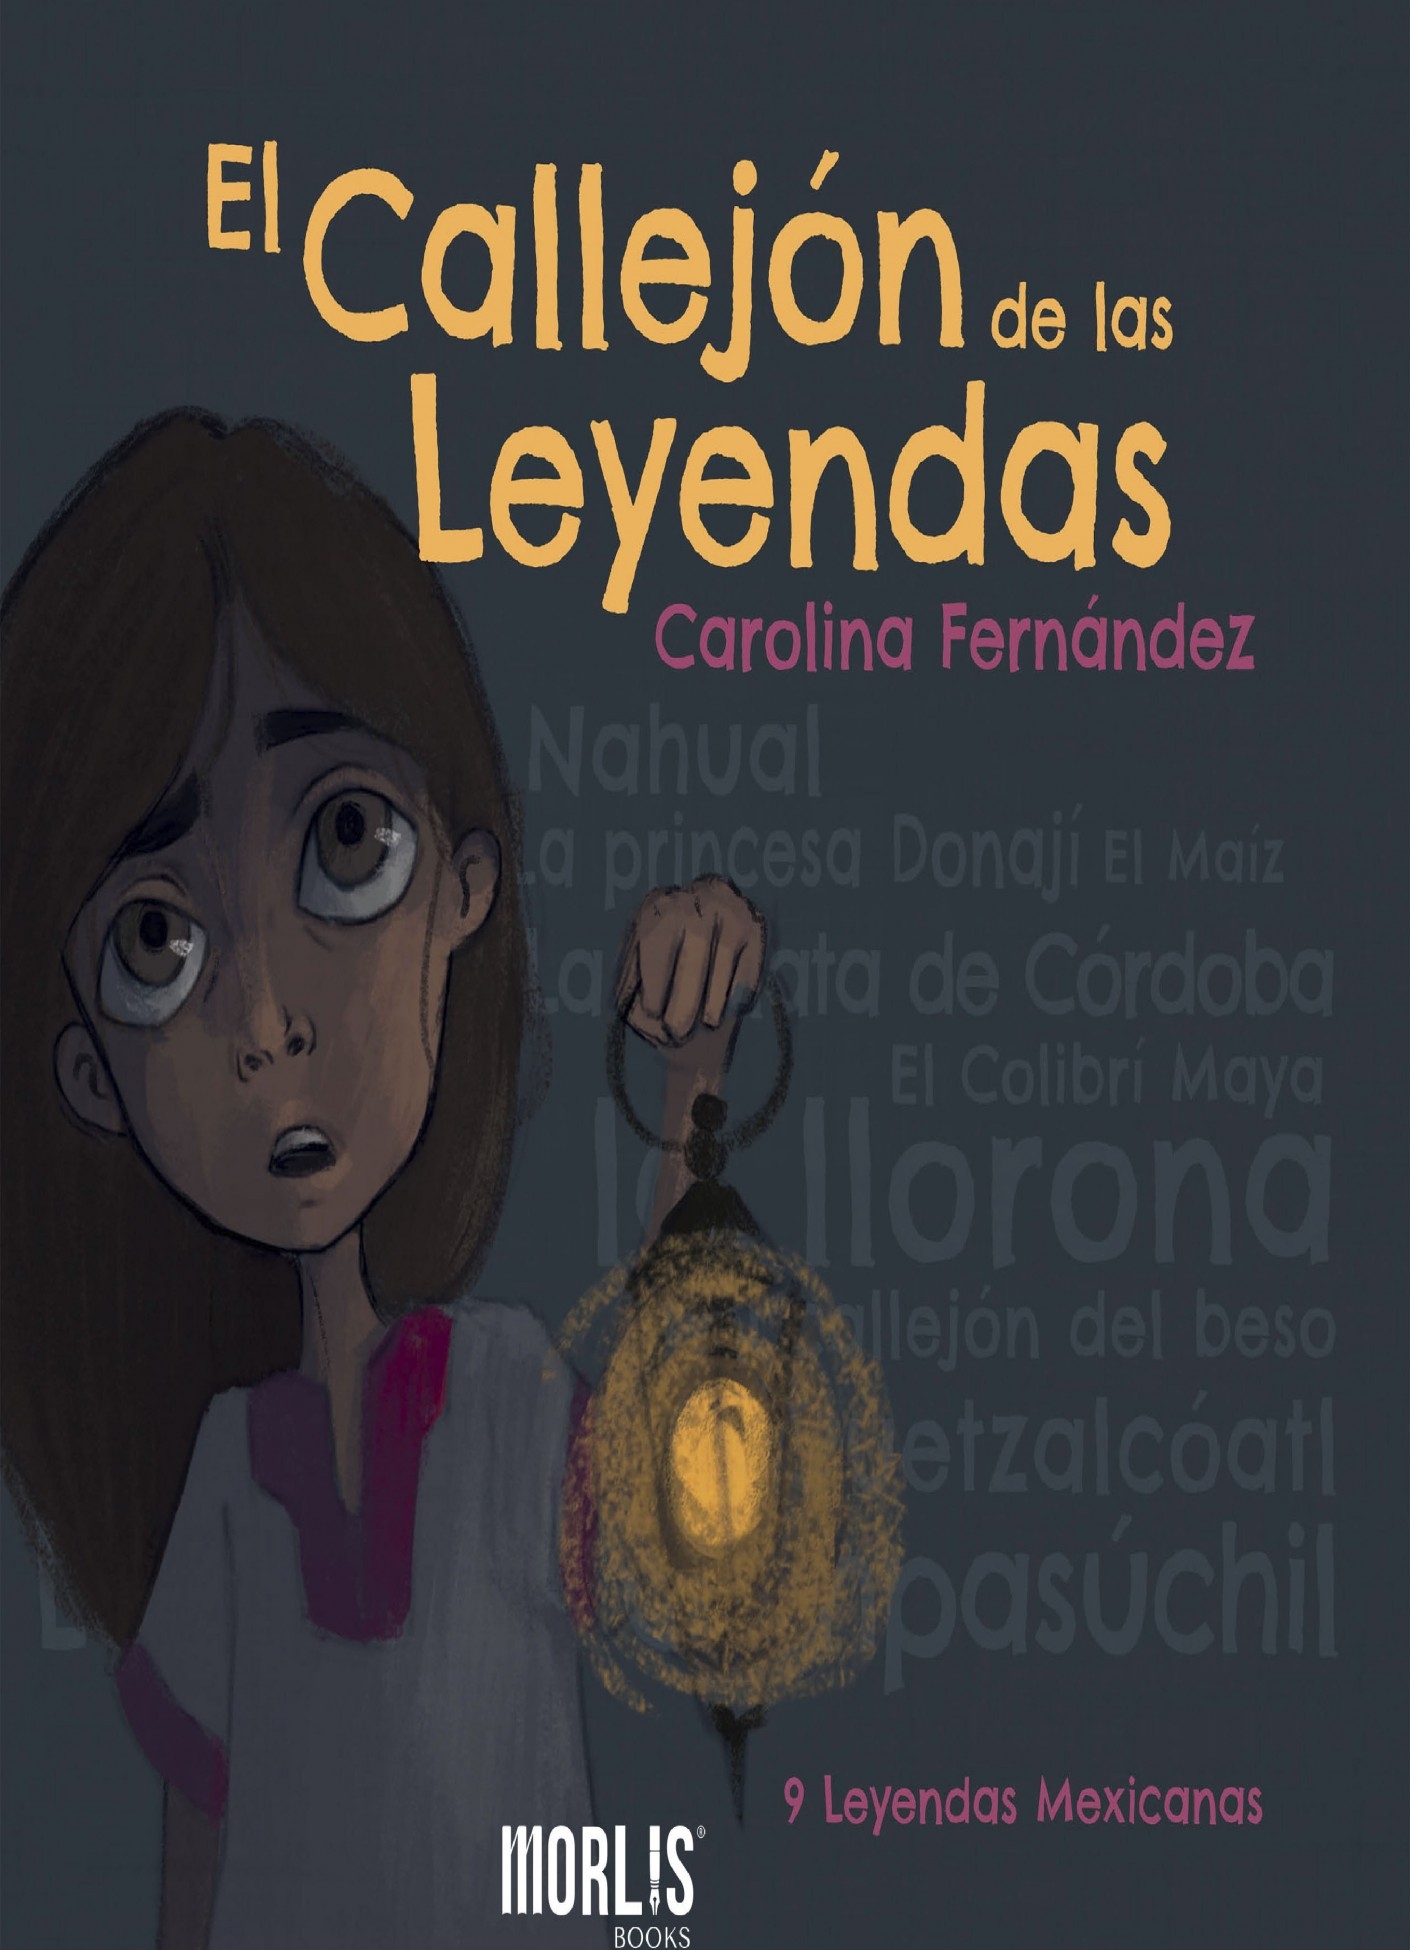 El Callejón de las
Leyendas
Carolina Fernández
Nahual
La princesa Donají El Maíz
La ata de Córdoba
El Colibrí Maya
la llorona
allejón del beso
etzalcóatl
L pasúchil
9 Leyendas Mexicanas
MORLIS®
BOOKS